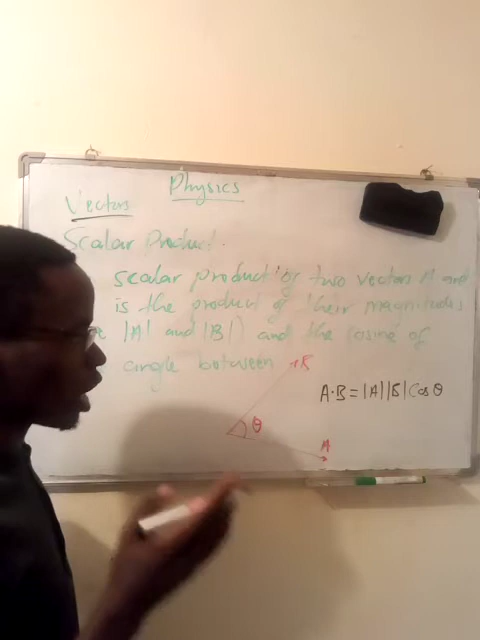 Physics
Vectors
Scalar Product.
scalar product of two vectors A and
is the product of their magnitudes
|A| and |B|) and the cosine of
angle between
B
A·B = |A||B| Cos θ
θ
A